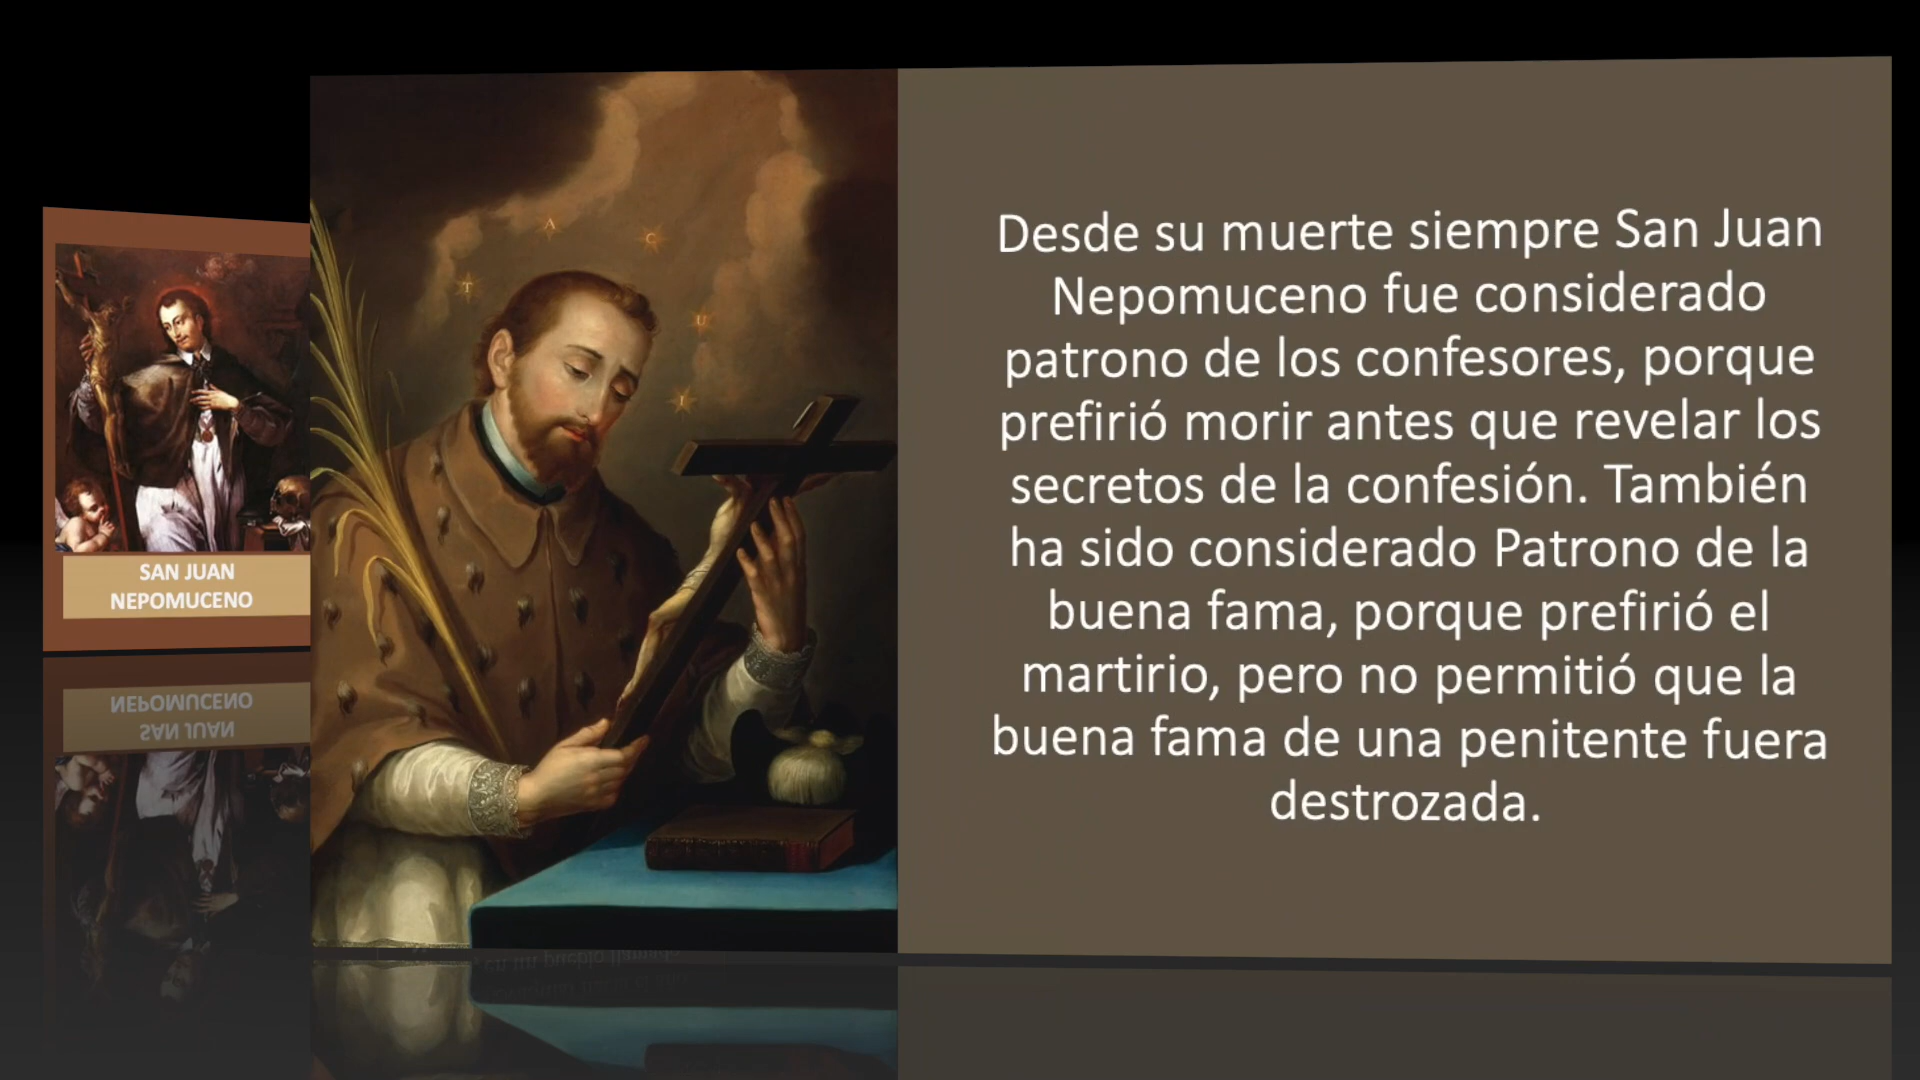 SAN JUAN
NEPOMUCENO
T
A
C
U
I
Desde su muerte siempre San Juan
Nepomuceno fue considerado
patrono de los confesores, porque
prefirió morir antes que revelar los
secretos de la confesión. También
ha sido considerado Patrono de la
buena fama, porque prefirió el
martirio, pero no permitió que la
buena fama de una penitente fuera
destrozada.